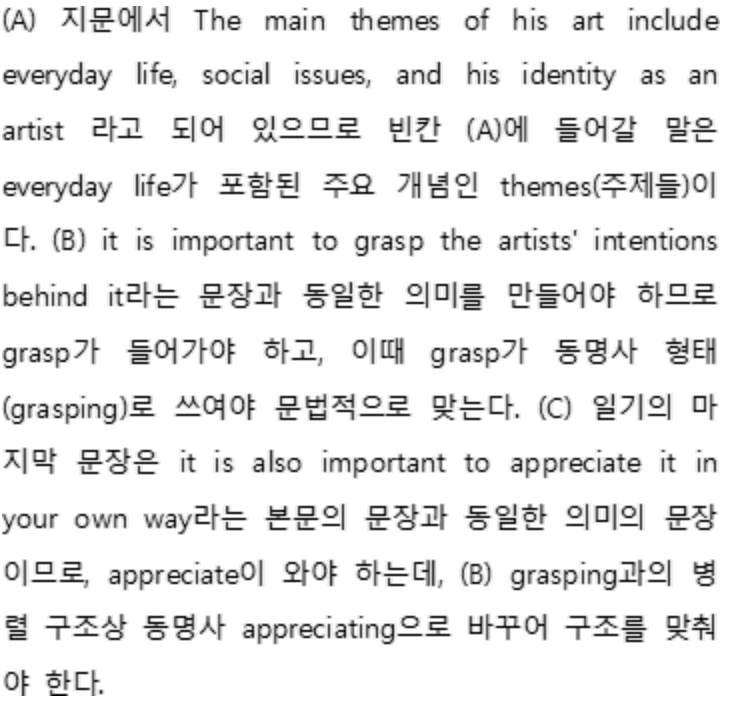 (A) 지문에서 The main themes of his art include
everyday life, social issues, and his identity as an
artist 라고 되어 있으므로 빈칸 (A)에 들어갈 말은
everyday life가 포함된 주요 개념인 themes(주제들)이
다. (B) it is important to grasp the artists' intentions
behind it라는 문장과 동일한 의미를 만들어야 하므로
grasp가 들어가야 하고, 이때 grasp가 동명사 형태
(grasping)로 쓰여야 문법적으로 맞는다. (C) 일기의 마
지막 문장은 it is also important to appreciate it in
your own way라는 본문의 문장과 동일한 의미의 문장
이므로, appreciate이 와야 하는데, (B) grasping과의 병
렬 구조상 동명사 appreciating으로 바꾸어 구조를 맞춰
야 한다.